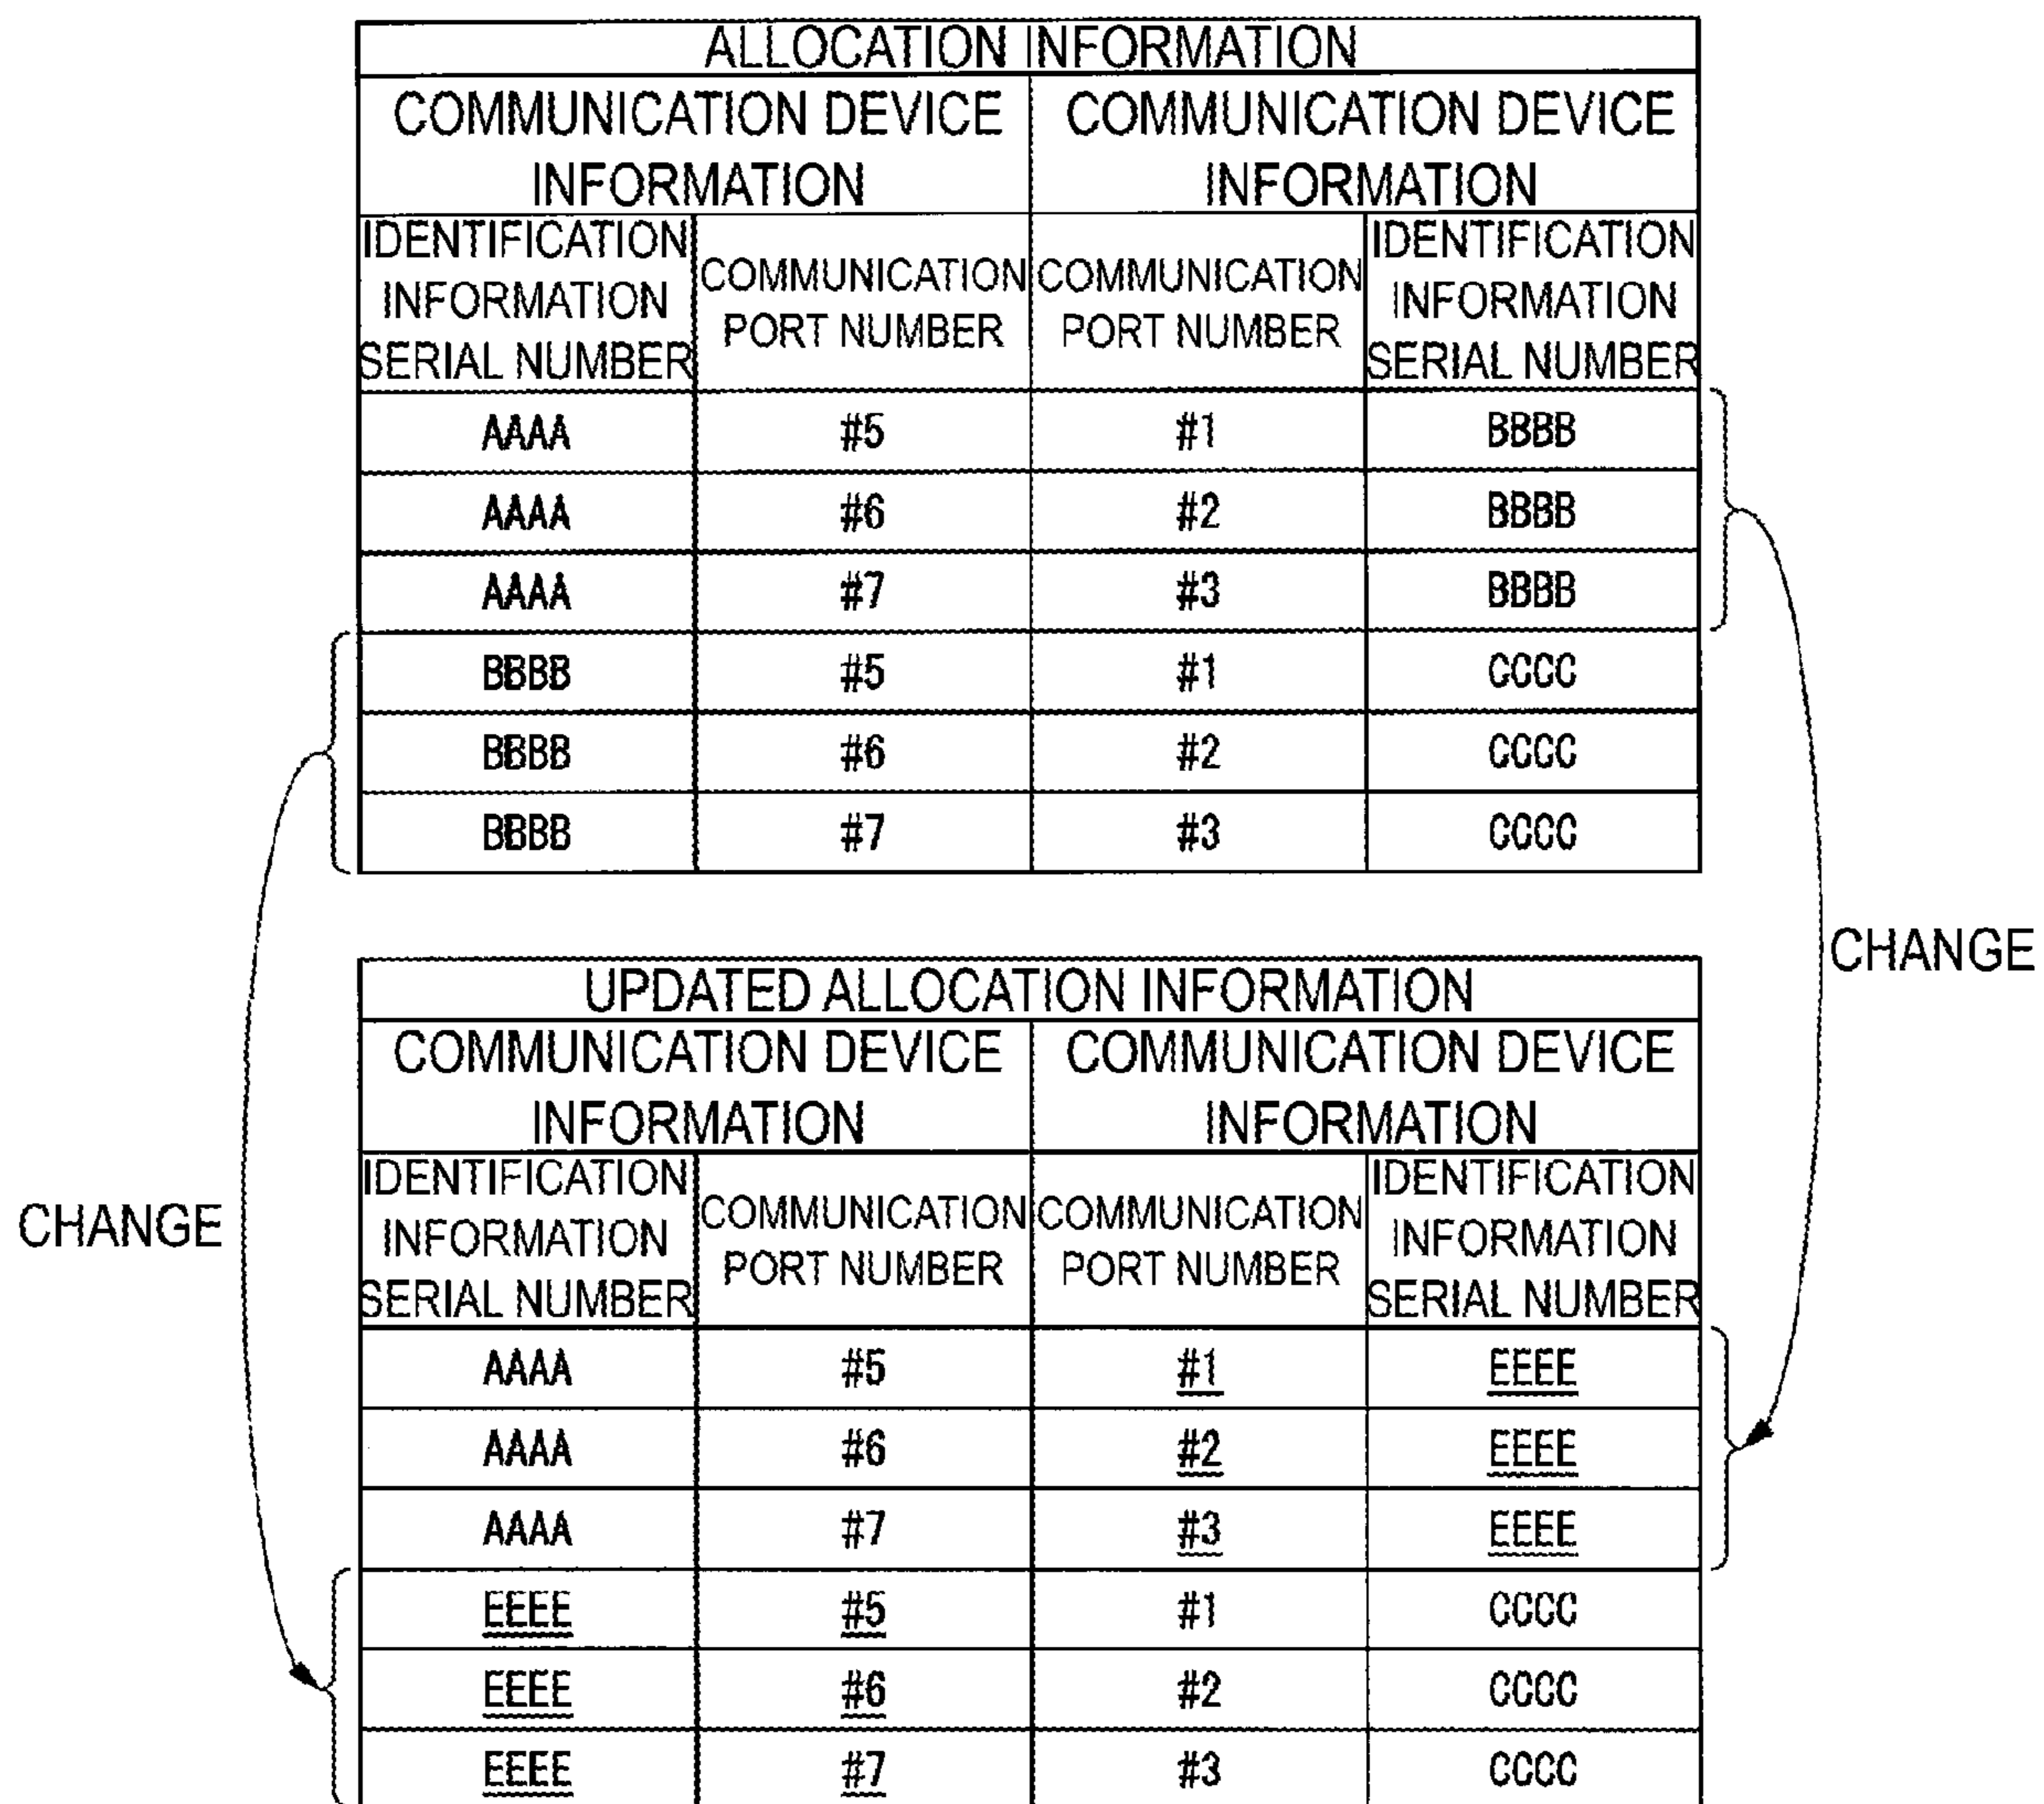 ALLOCATION INFORMATION
COMMUNICATION DEVICE INFORMATION
COMMUNICATION DEVICE INFORMATION
IDENTIFICATION INFORMATION SERIAL NUMBER
COMMUNICATION PORT NUMBER
COMMUNICATION PORT NUMBER
IDENTIFICATION INFORMATION SERIAL NUMBER
AAAA #5 #1 BBBB
AAAA #6 #2 BBBB
AAAA #7 #3 BBBB
BBBB #5 #1 CCCC
BBBB #6 #2 CCCC
BBBB #7 #3 CCCC
CHANGE
UPDATED ALLOCATION INFORMATION
COMMUNICATION DEVICE INFORMATION
COMMUNICATION DEVICE INFORMATION
IDENTIFICATION INFORMATION SERIAL NUMBER
COMMUNICATION PORT NUMBER
COMMUNICATION PORT NUMBER
IDENTIFICATION INFORMATION SERIAL NUMBER
CHANGE
AAAA #5 #1 EEEE
AAAA #6 #2 EEEE
AAAA #7 #3 EEEE
EEEE #5 #1 CCCC
EEEE #6 #2 CCCC
EEEE #7 #3 CCCC